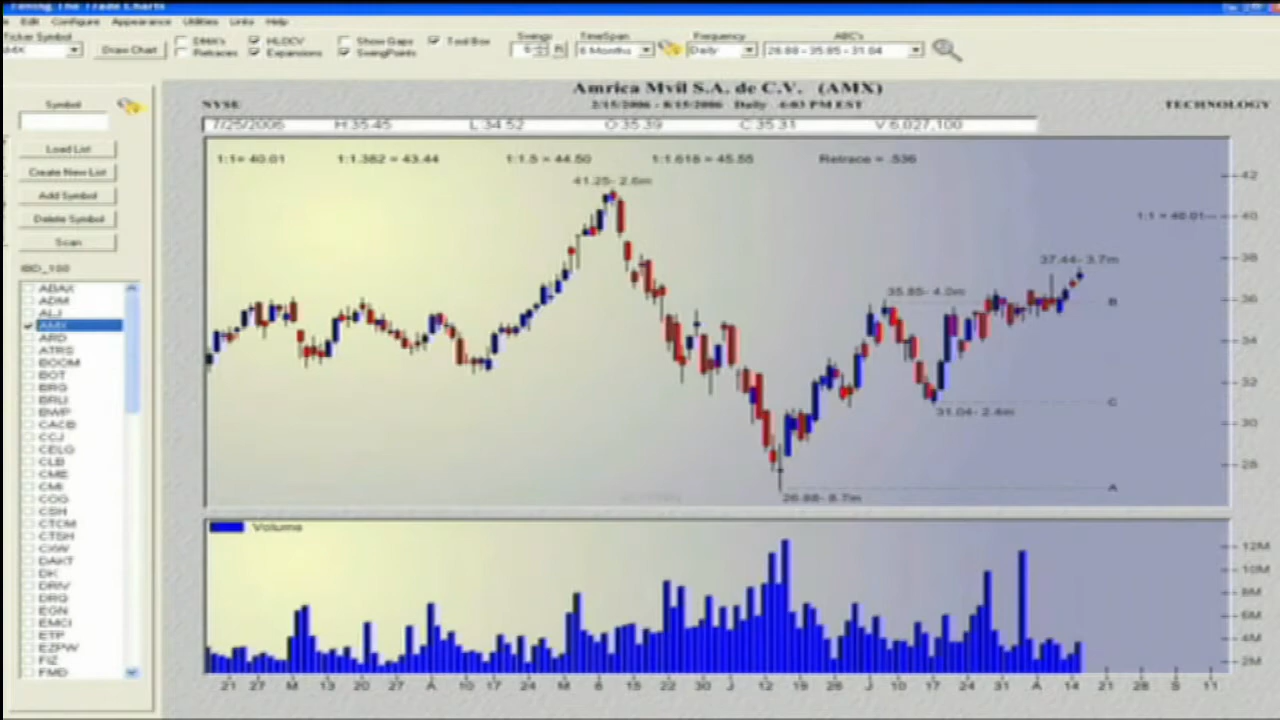 Timing The Trade Charts
Edit Configure Appearance Utilities Links Help
Ticker Symbol
AMX
Draw Chart
DMA's
Retraces
HLOCV
Expansions
Show Gaps
SwingPoints
Tool Box
Swings
TimeSpan
6 Months
Frequency
Daily
ABC's
26.88 - 35.85 - 31.04
Amrica Mvil S.A. de C.V. (AMX)
NYSE
2/15/2006 - 8/15/2006 Daily 4:03 PM EST
TECHNOLOGY
7/25/2006 H:35.45 L:34.52 O:35.39 C:35.31 V:6,027,100
1:1= 40.01 1:1.382 = 43.44 1:1.5 = 44.50 1:1.618 = 45.55 Retrace = .536
41.25- 2.6m
1:1 = 40.01
37.44- 3.7m
35.85- 4.0m
B
C
31.04- 2.4m
A
26.88- 8.7m
42
40
38
36
34
32
30
28
Symbol
Load List
Create New List
Add Symbol
Delete Symbol
Scan
IBD_100
ABAX
ADM
ALJ
AMX
ARD
ATRS
BOOM
BOT
BRG
BRLI
BWP
CACB
CCJ
CELG
CLB
CME
CMI
COG
CSH
CTCM
CTSH
CXW
DAKT
DK
DRIV
DRQ
EGN
EMCI
ETP
EZPW
FIZ
FMD
Volume
12M
10M
8M
6M
4M
2M
21 27 M 13 20 27 A 10 17 24 M 8 15 22 30 J 12 19 26 J 10 17 24 31 A 14 21 28 S 11